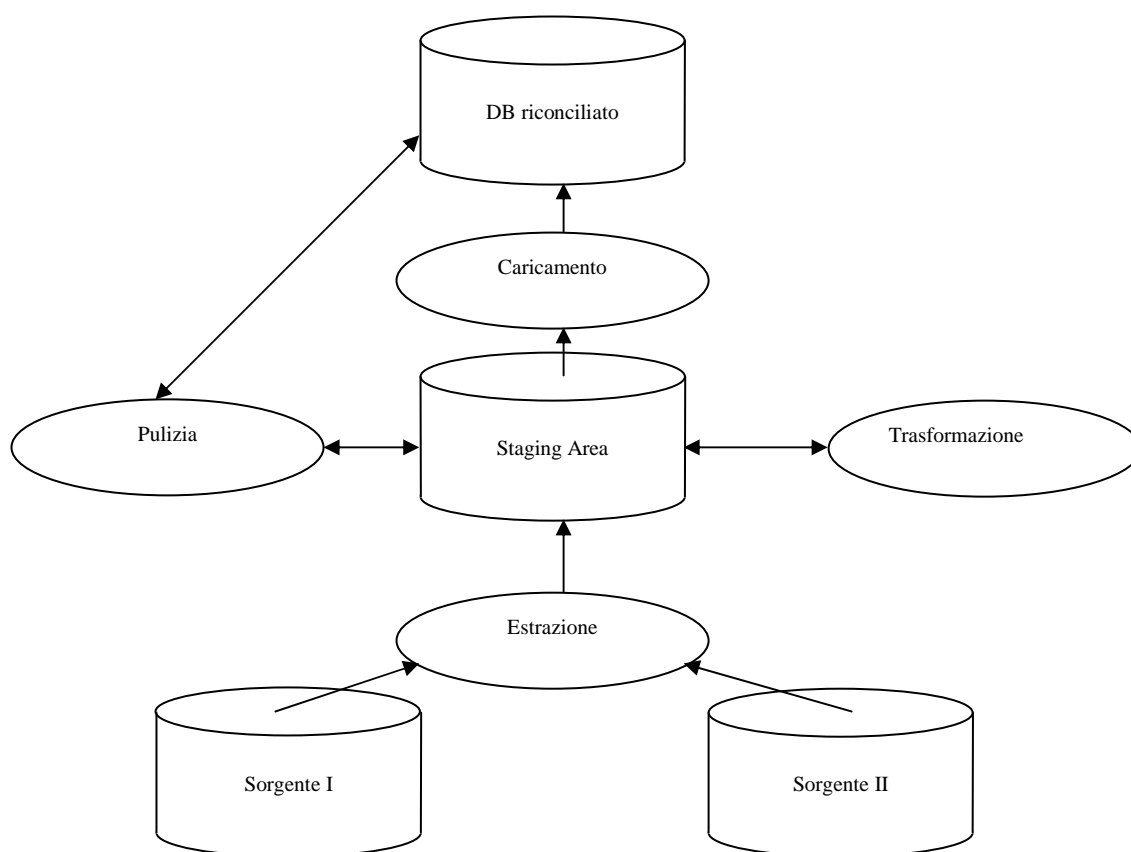 DB riconciliato
Caricamento
Pulizia
Staging Area
Trasformazione
Estrazione
Sorgente I
Sorgente II